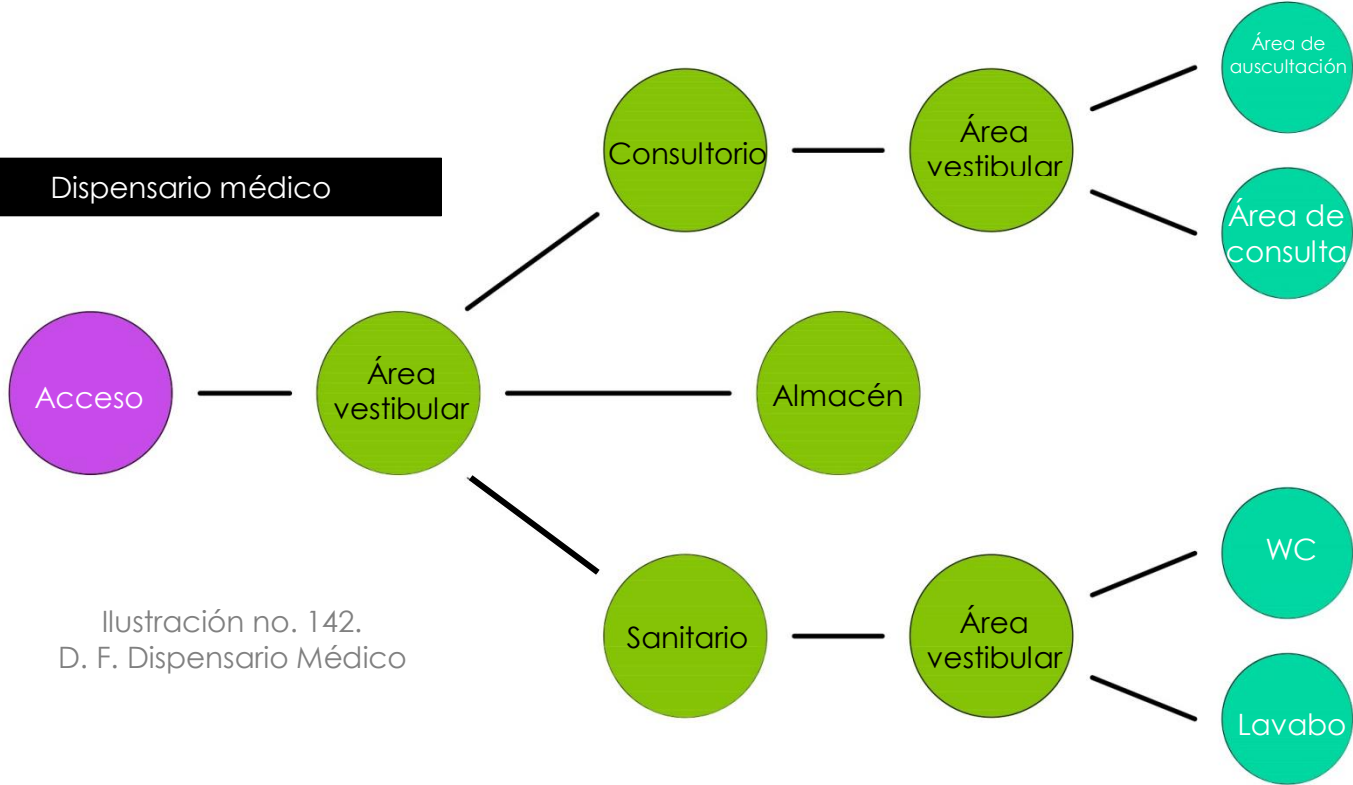 Dispensario médico
Acceso
Área
vestibular
Consultorio
Área
vestibular
Área de
auscultación
Área de
consulta
Almacén
Sanitario
Área
vestibular
WC
Lavabo
Ilustración no. 142.
D. F. Dispensario Médico